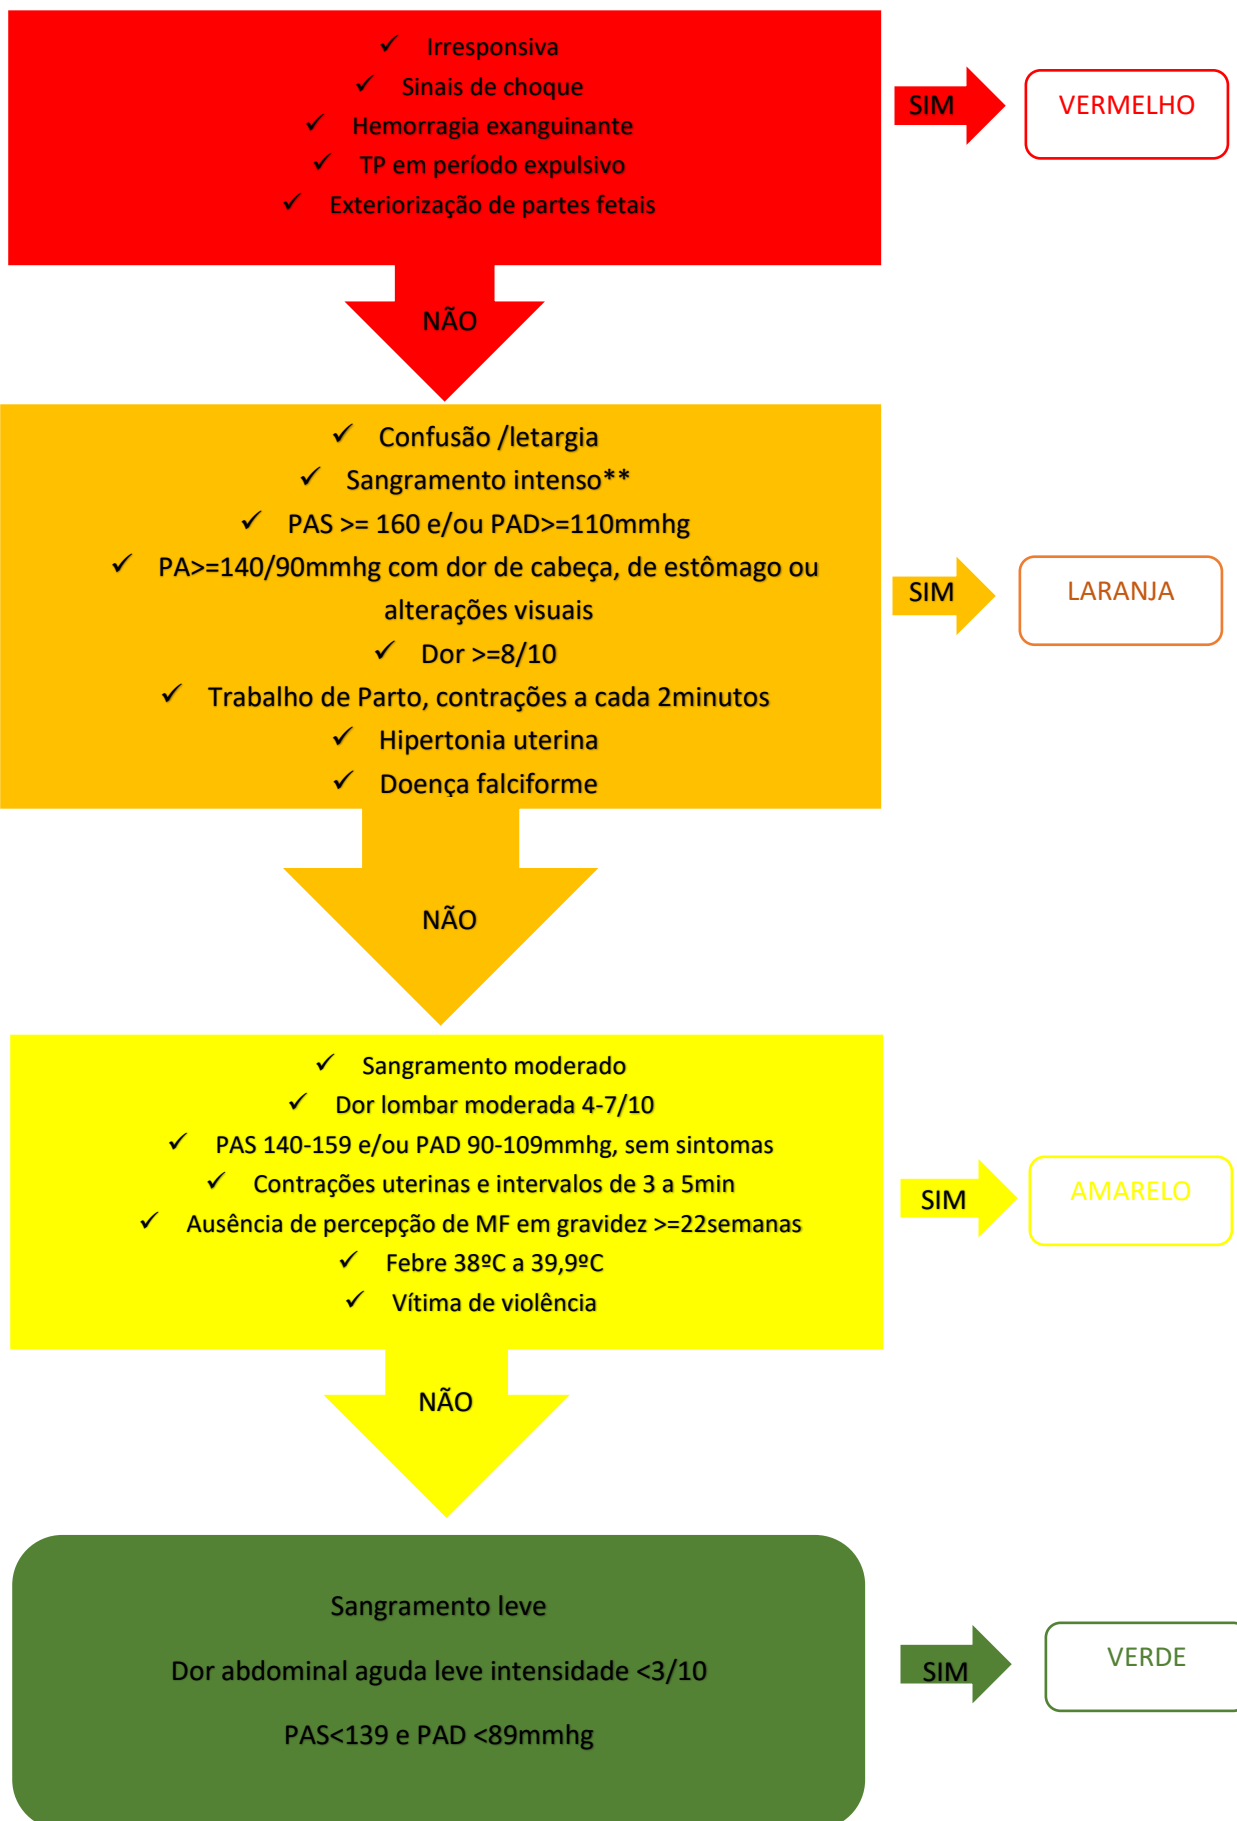 ✓ Irresponsiva
✓ Sinais de choque
✓ Hemorragia exanguinante
✓ TP em período expulsivo
✓ Exteriorização de partes fetais
SIM
VERMELHO
NÃO
✓ Confusão /letargia
✓ Sangramento intenso**
✓ PAS >= 160 e/ou PAD>=110mmhg
✓ PA>=140/90mmhg com dor de cabeça, de estômago ou
alterações visuais
✓ Dor >=8/10
✓ Trabalho de Parto, contrações a cada 2minutos
✓ Hipertonia uterina
✓ Doença falciforme
SIM
LARANJA
NÃO
✓ Sangramento moderado
✓ Dor lombar moderada 4-7/10
✓ PAS 140-159 e/ou PAD 90-109mmhg, sem sintomas
✓ Contrações uterinas e intervalos de 3 a 5min
✓ Ausência de percepção de MF em gravidez >=22semanas
✓ Febre 38ºC a 39,9ºC
✓ Vítima de violência
SIM
AMARELO
NÃO
Sangramento leve
Dor abdominal aguda leve intensidade <3/10
PAS<139 e PAD <89mmhg
SIM
VERDE